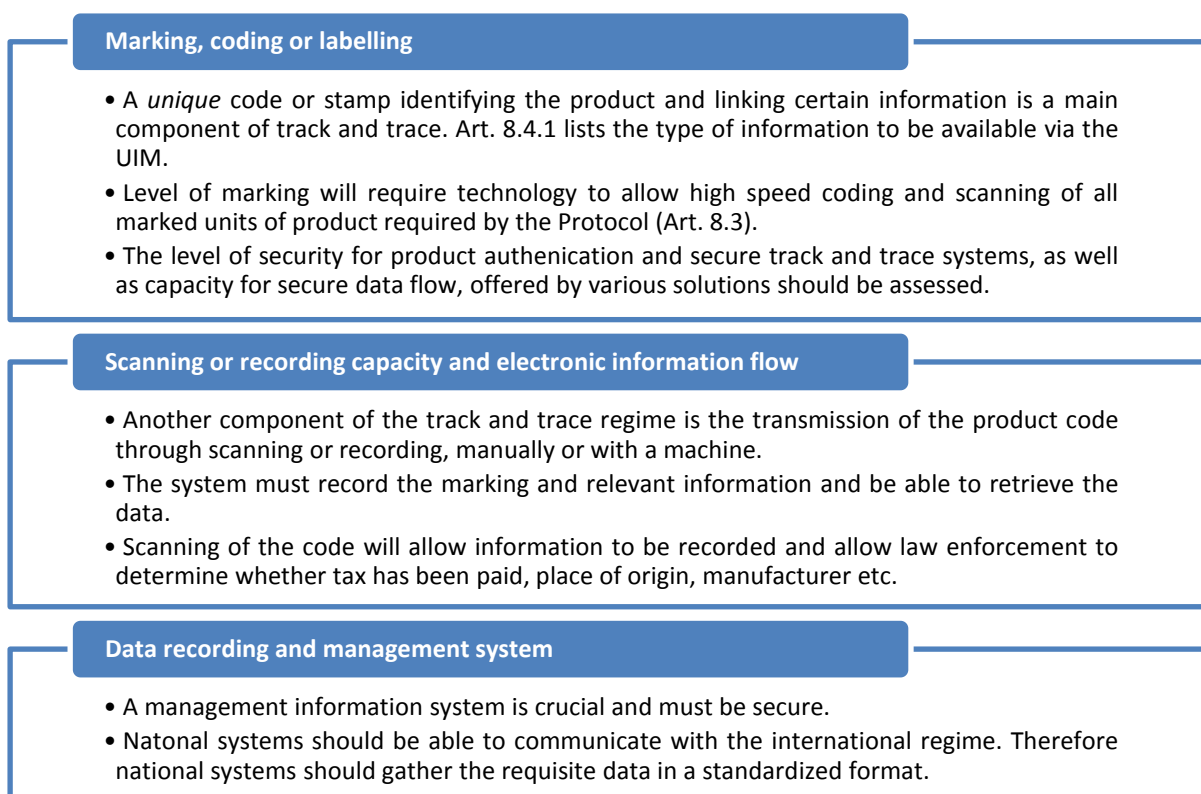 Marking, coding or labelling
• A unique code or stamp identifying the product and linking certain information is a main
component of track and trace. Art. 8.4.1 lists the type of information to be available via the
UIM.
• Level of marking will require technology to allow high speed coding and scanning of all
marked units of product required by the Protocol (Art. 8.3).
• The level of security for product authenication and secure track and trace systems, as well
as capacity for secure data flow, offered by various solutions should be assessed.
Scanning or recording capacity and electronic information flow
• Another component of the track and trace regime is the transmission of the product code
through scanning or recording, manually or with a machine.
• The system must record the marking and relevant information and be able to retrieve the
data.
• Scanning of the code will allow information to be recorded and allow law enforcement to
determine whether tax has been paid, place of origin, manufacturer etc.
Data recording and management system
• A management information system is crucial and must be secure.
• Natonal systems should be able to communicate with the international regime. Therefore
national systems should gather the requisite data in a standardized format.